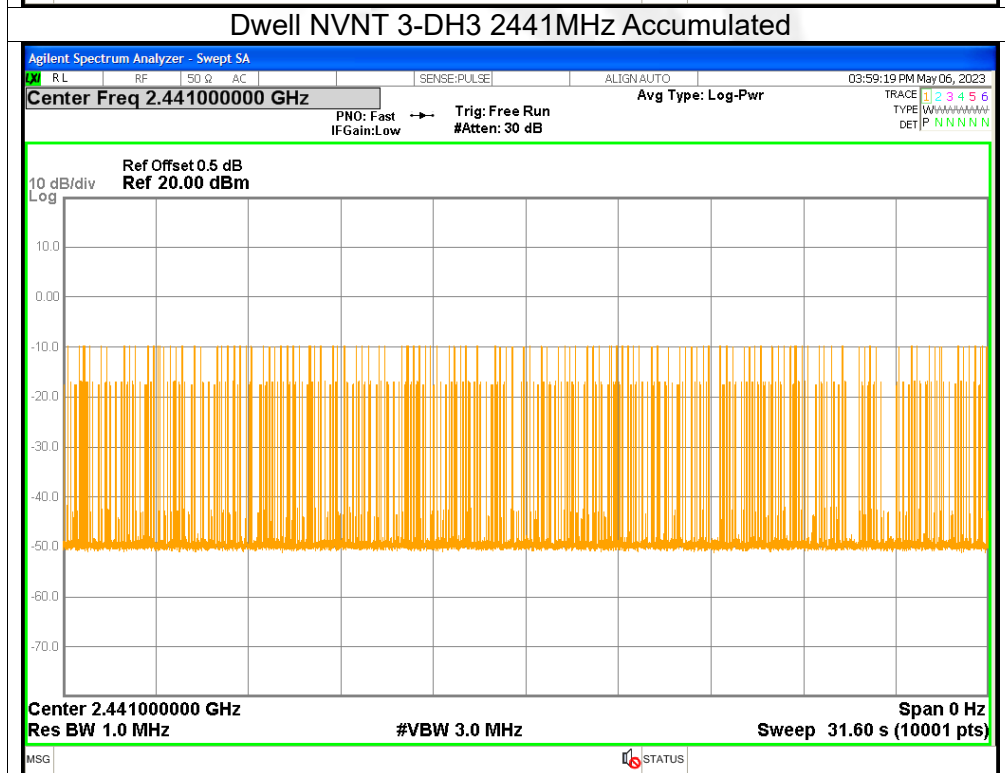 Dwell NVNT 3-DH3 2441MHz Accumulated
Agilent Spectrum Analyzer - Swept SA
LXI RL RF 50 Ω AC SENSE:PULSE ALIGNAUTO 03:59:19 PM May 06, 2023
Center Freq 2.441000000 GHz Avg Type: Log-Pwr TRACE 1 2 3 4 5 6
PNO: Fast Trig: Free Run TYPE WWWWWW
IFGain:Low #Atten: 30 dB DET P N N N N N
Ref Offset 0.5 dB
10 dB/div Ref 20.00 dBm
Log
10.0
0.00
-10.0
-20.0
-30.0
-40.0
-50.0
-60.0
-70.0
Center 2.441000000 GHz Span 0 Hz
Res BW 1.0 MHz #VBW 3.0 MHz Sweep 31.60 s (10001 pts)
MSG STATUS